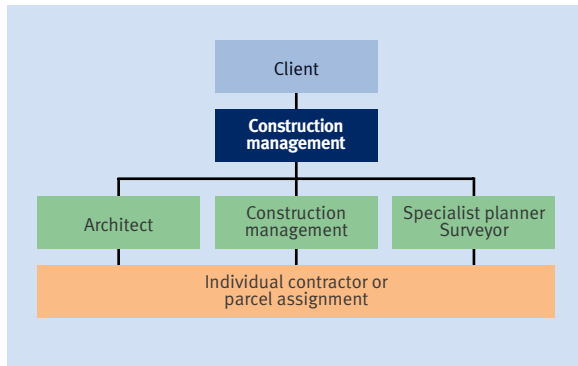 Client
Construction
management
Architect
Construction
management
Specialist planner
Surveyor
Individual contractor or
parcel assignment